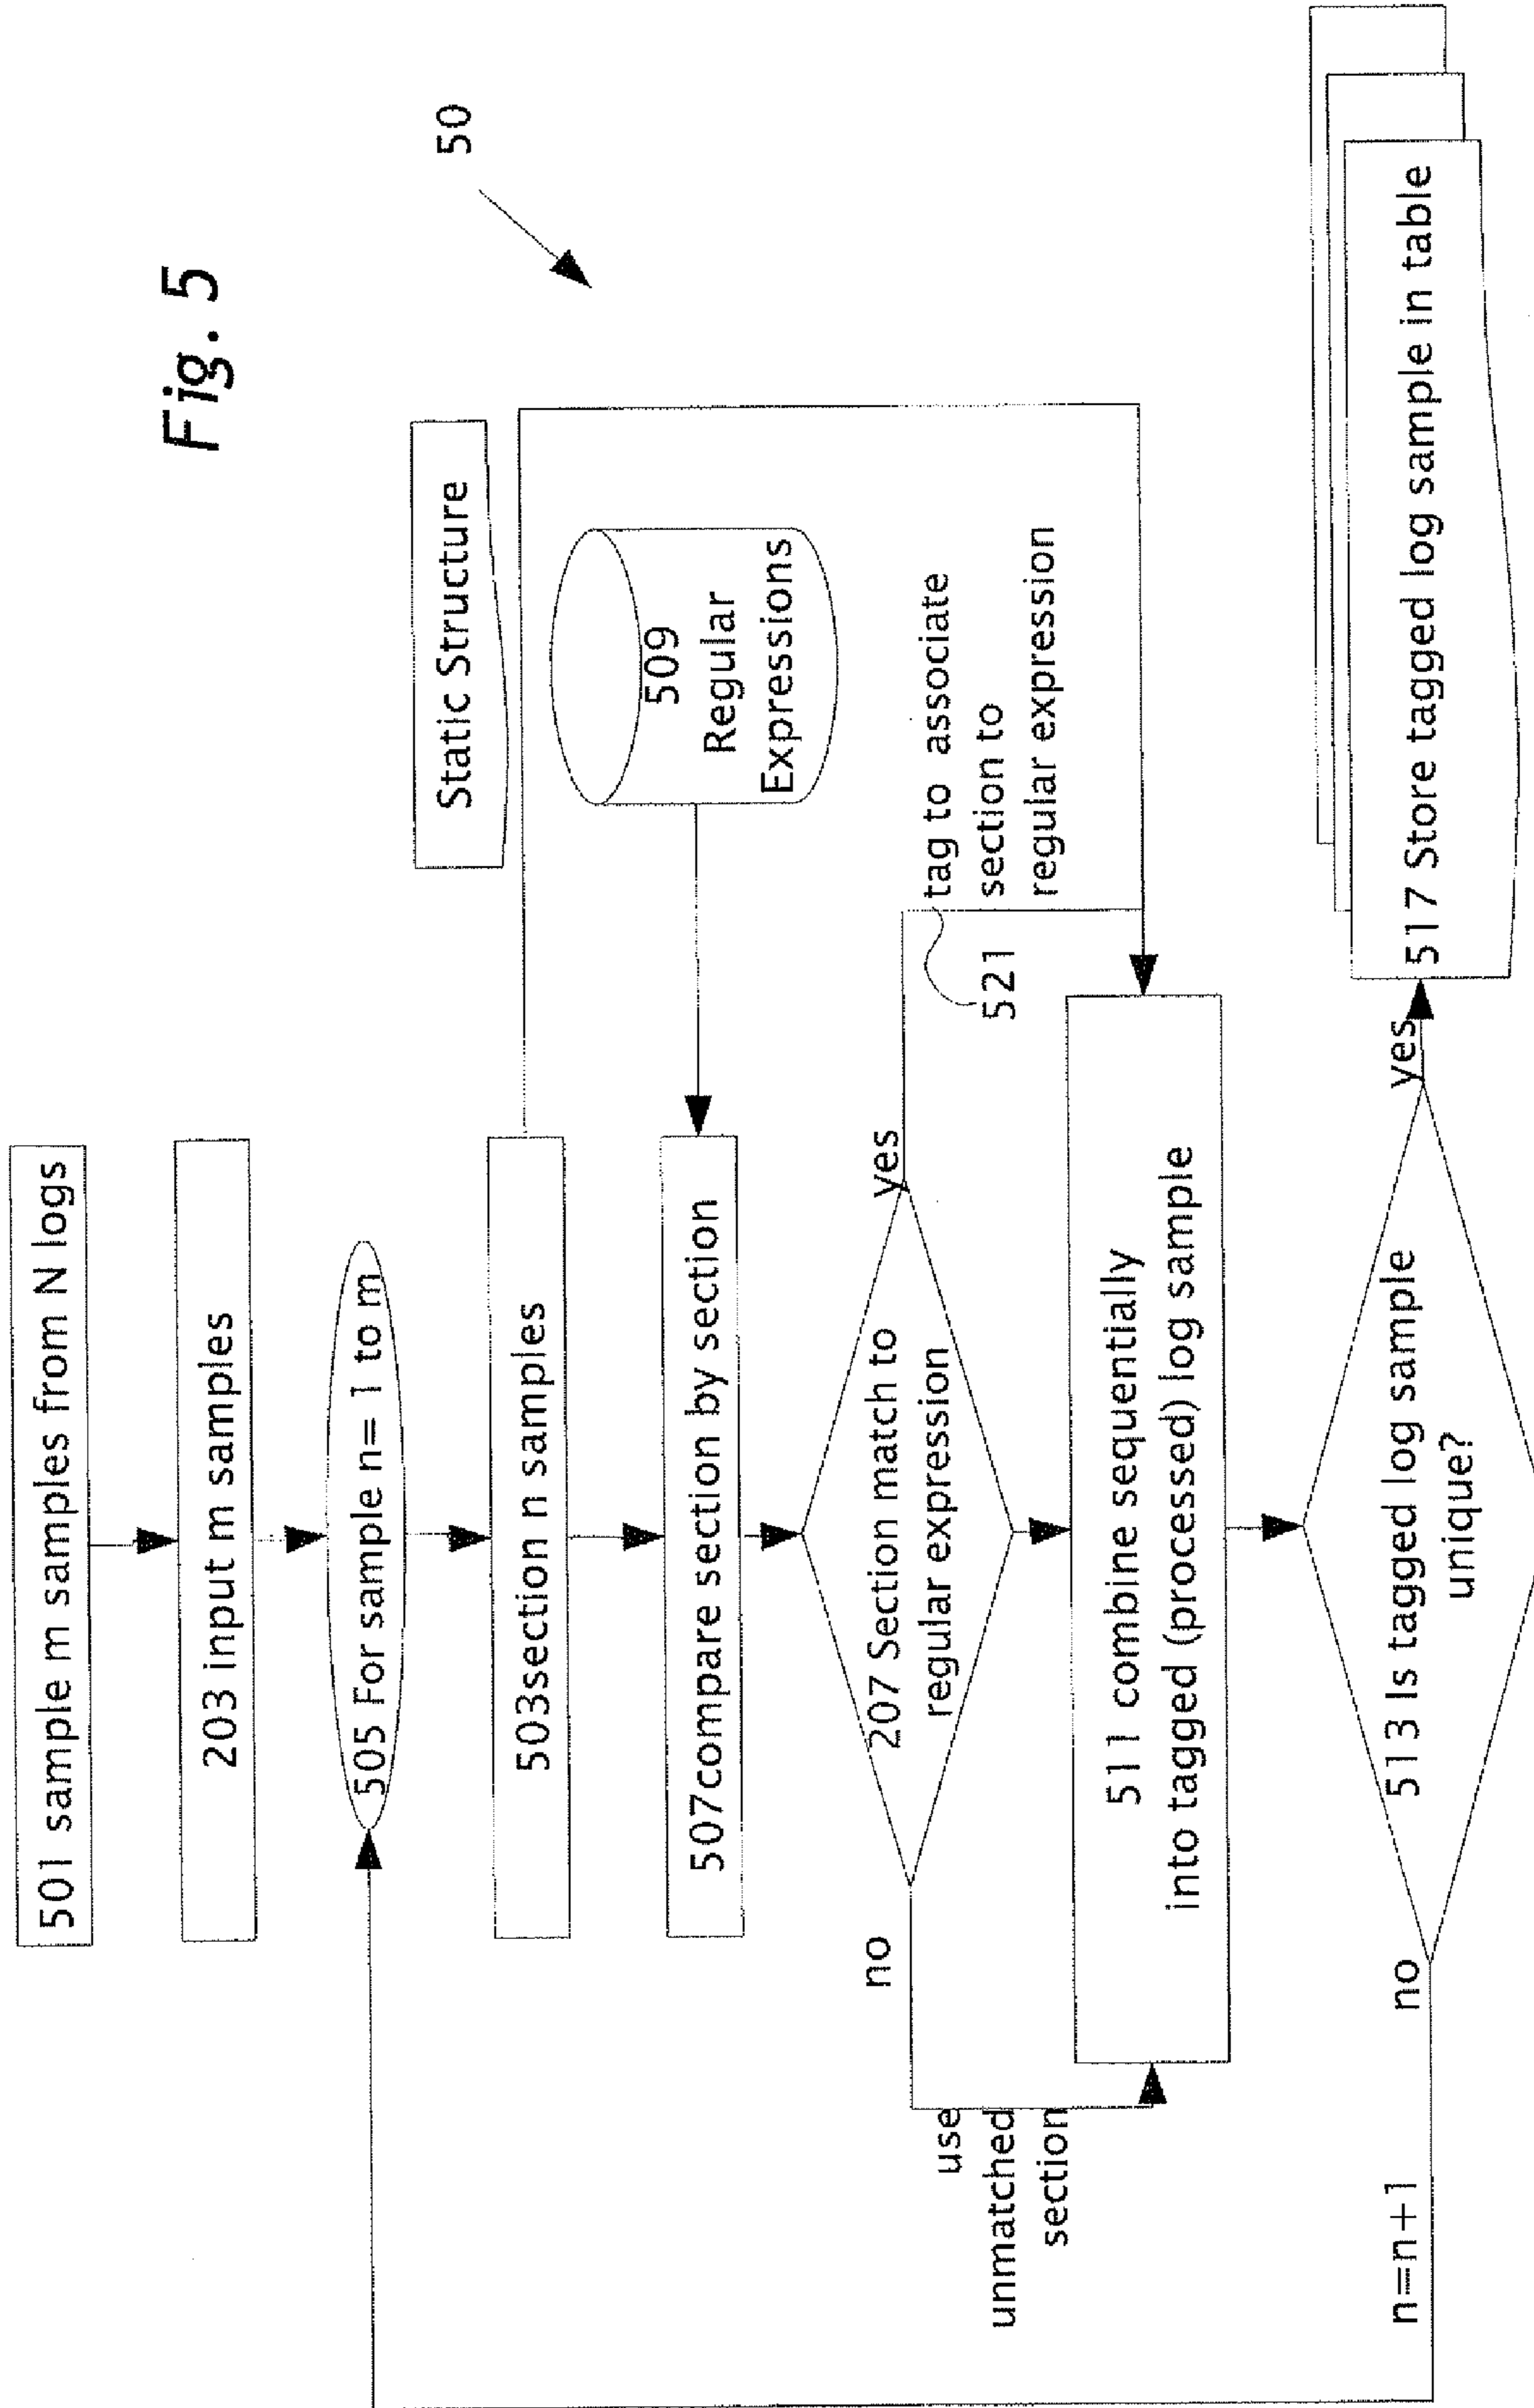 Fig. 5
50
501 sample m samples from N logs
203 input m samples
505 For sample n= 1 to m
503section n samples
Static Structure
507compare section by section
509
Regular
Expressions
207 Section match to
regular expression
no
yes
use
unmatched
section
521
tag to associate
section to
regular expression
511 combine sequentially
into tagged (processed) log sample
513 Is tagged log sample
unique?
no
n=n+1
yes
517 Store tagged log sample in table